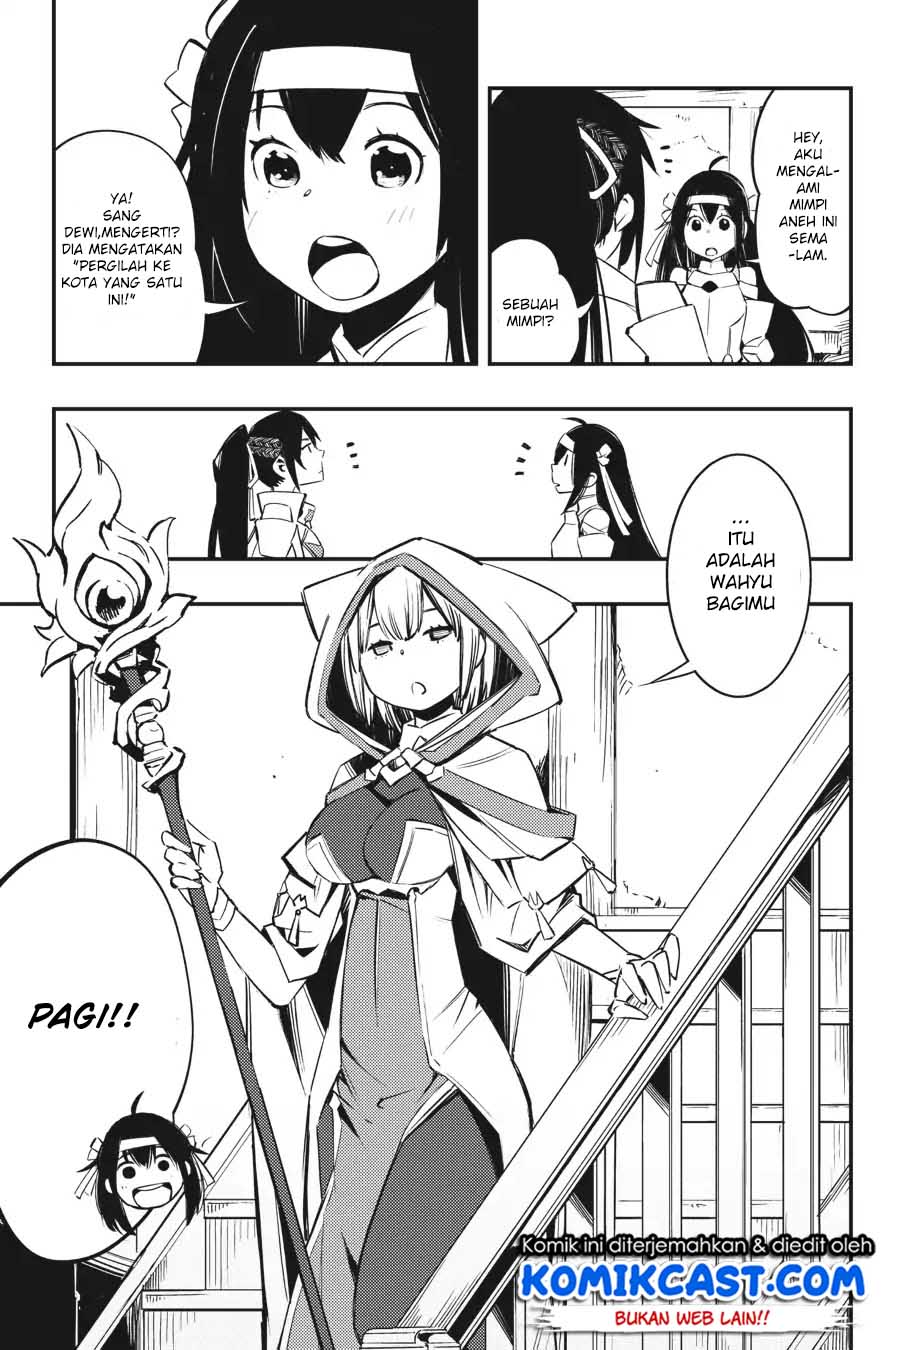 HEY,
AKU
MENGAL-
AMI
MIMPI
ANEH INI
SEMA
-LAM.
SEBUAH
MIMPI?
YA!
SANG
DEWI,MENGERTI?
DIA MENGATAKAN
"PERGILAH KE
KOTA YANG SATU
INI!"
...
ITU
ADALAH
WAHYU
BAGIMU
PAGI!!
Komik ini diterjemahkan & diedit oleh
KOMIKCAST.COM
BUKAN WEB LAIN!!